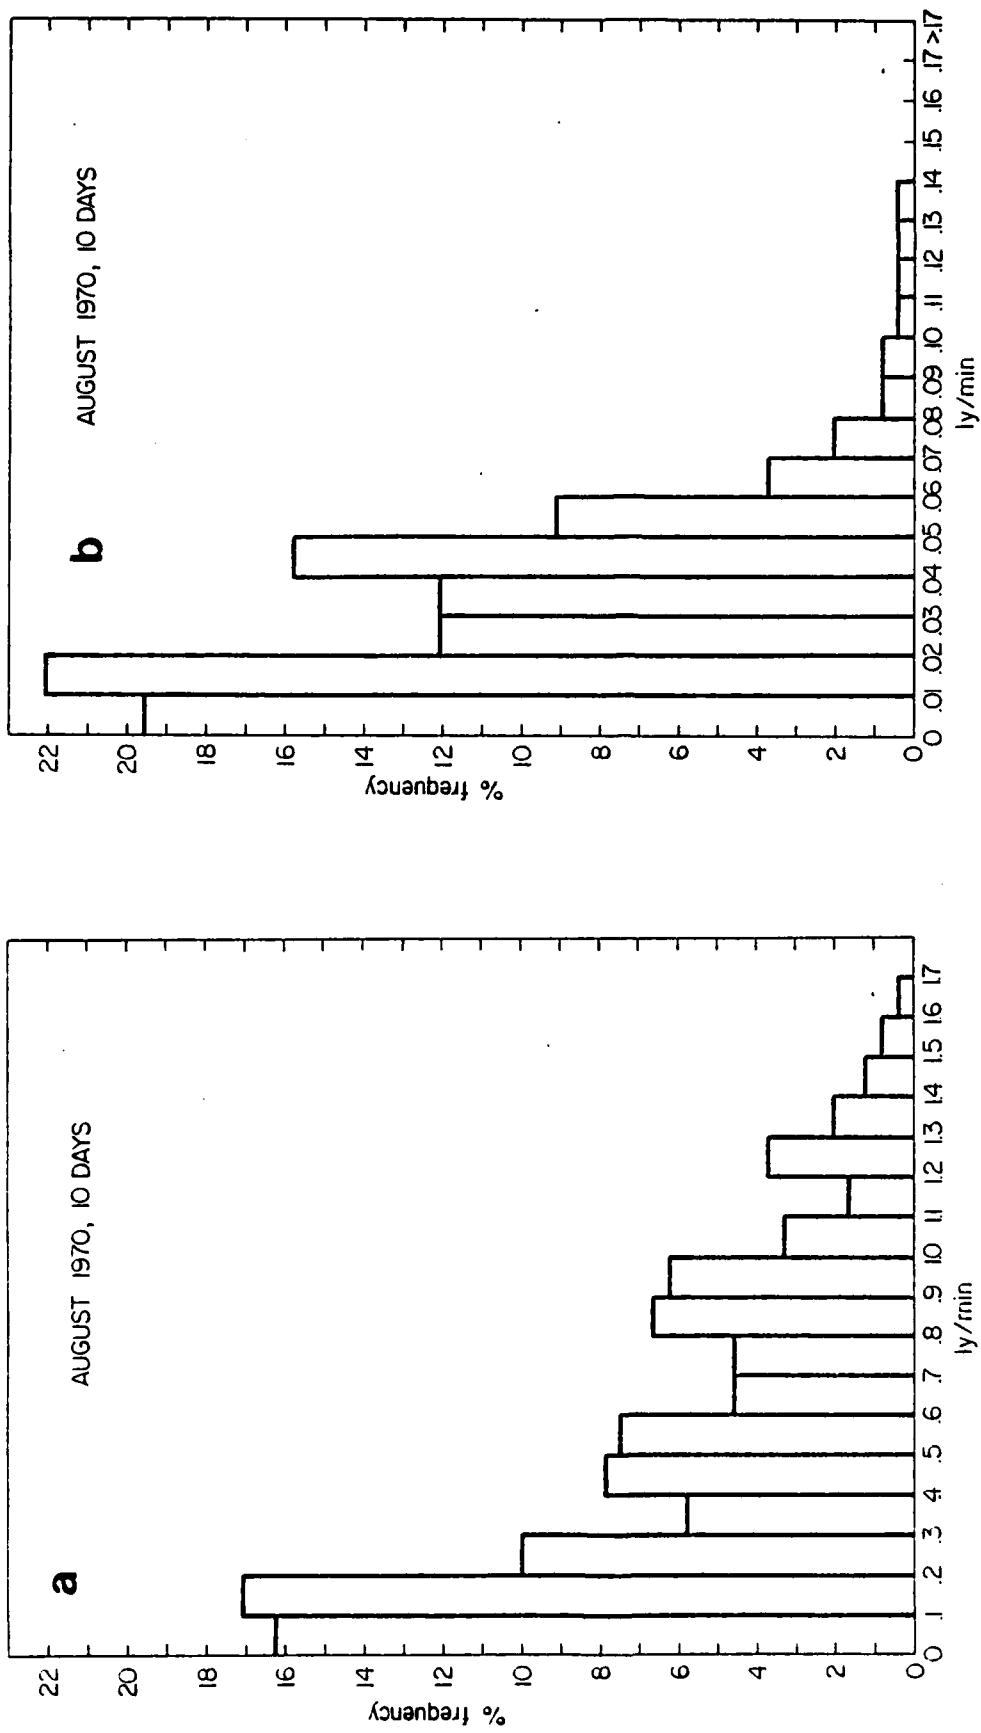 a
AUGUST 1970, 10 DAYS
% frequency
22
20
18
16
14
12
10
8
6
4
2
0
0 .1 .2 .3 .4 .5 .6 .7 .8 .9 1.0 1.1 1.2 1.3 1.4 1.5 1.6 1.7
ly/min
b
AUGUST 1970, 10 DAYS
% frequency
22
20
18
16
14
12
10
8
6
4
2
0
0 .01 .02 .03 .04 .05 .06 .07 .08 .09 .10 .11 .12 .13 .14 .15 .16 .17 >.17
ly/min